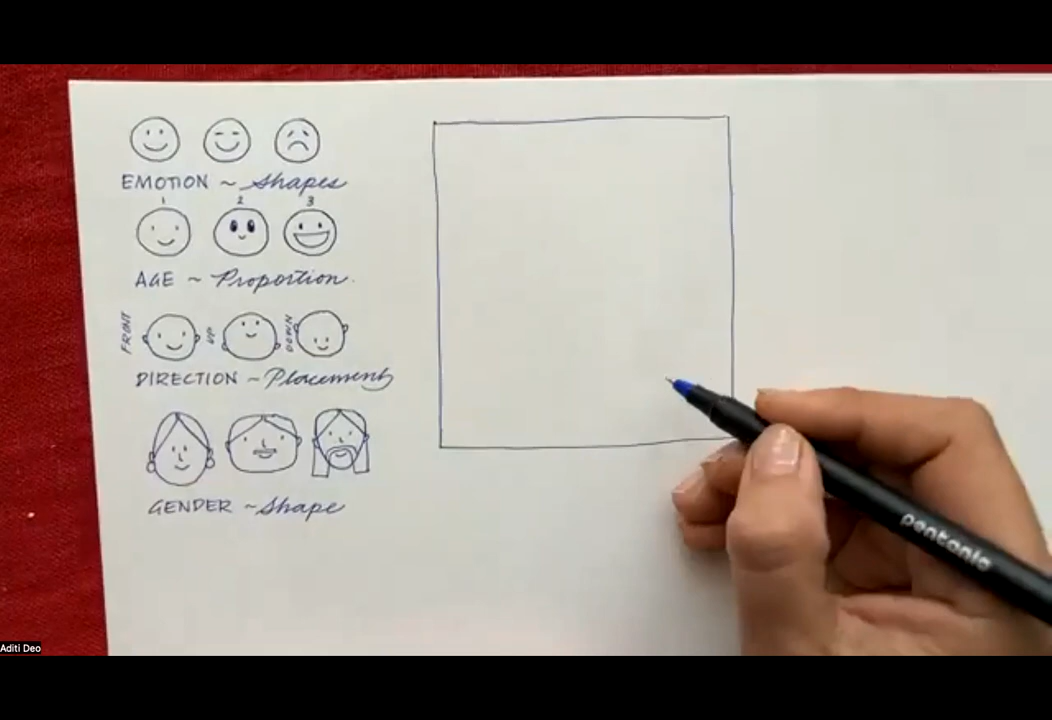 EMOTION ~ Shapes
1 2 3
AGE ~ Proportion.
FRONT UP DOWN
DIRECTION ~ Placement
GENDER ~ Shape
pentonic
Aditi Deo